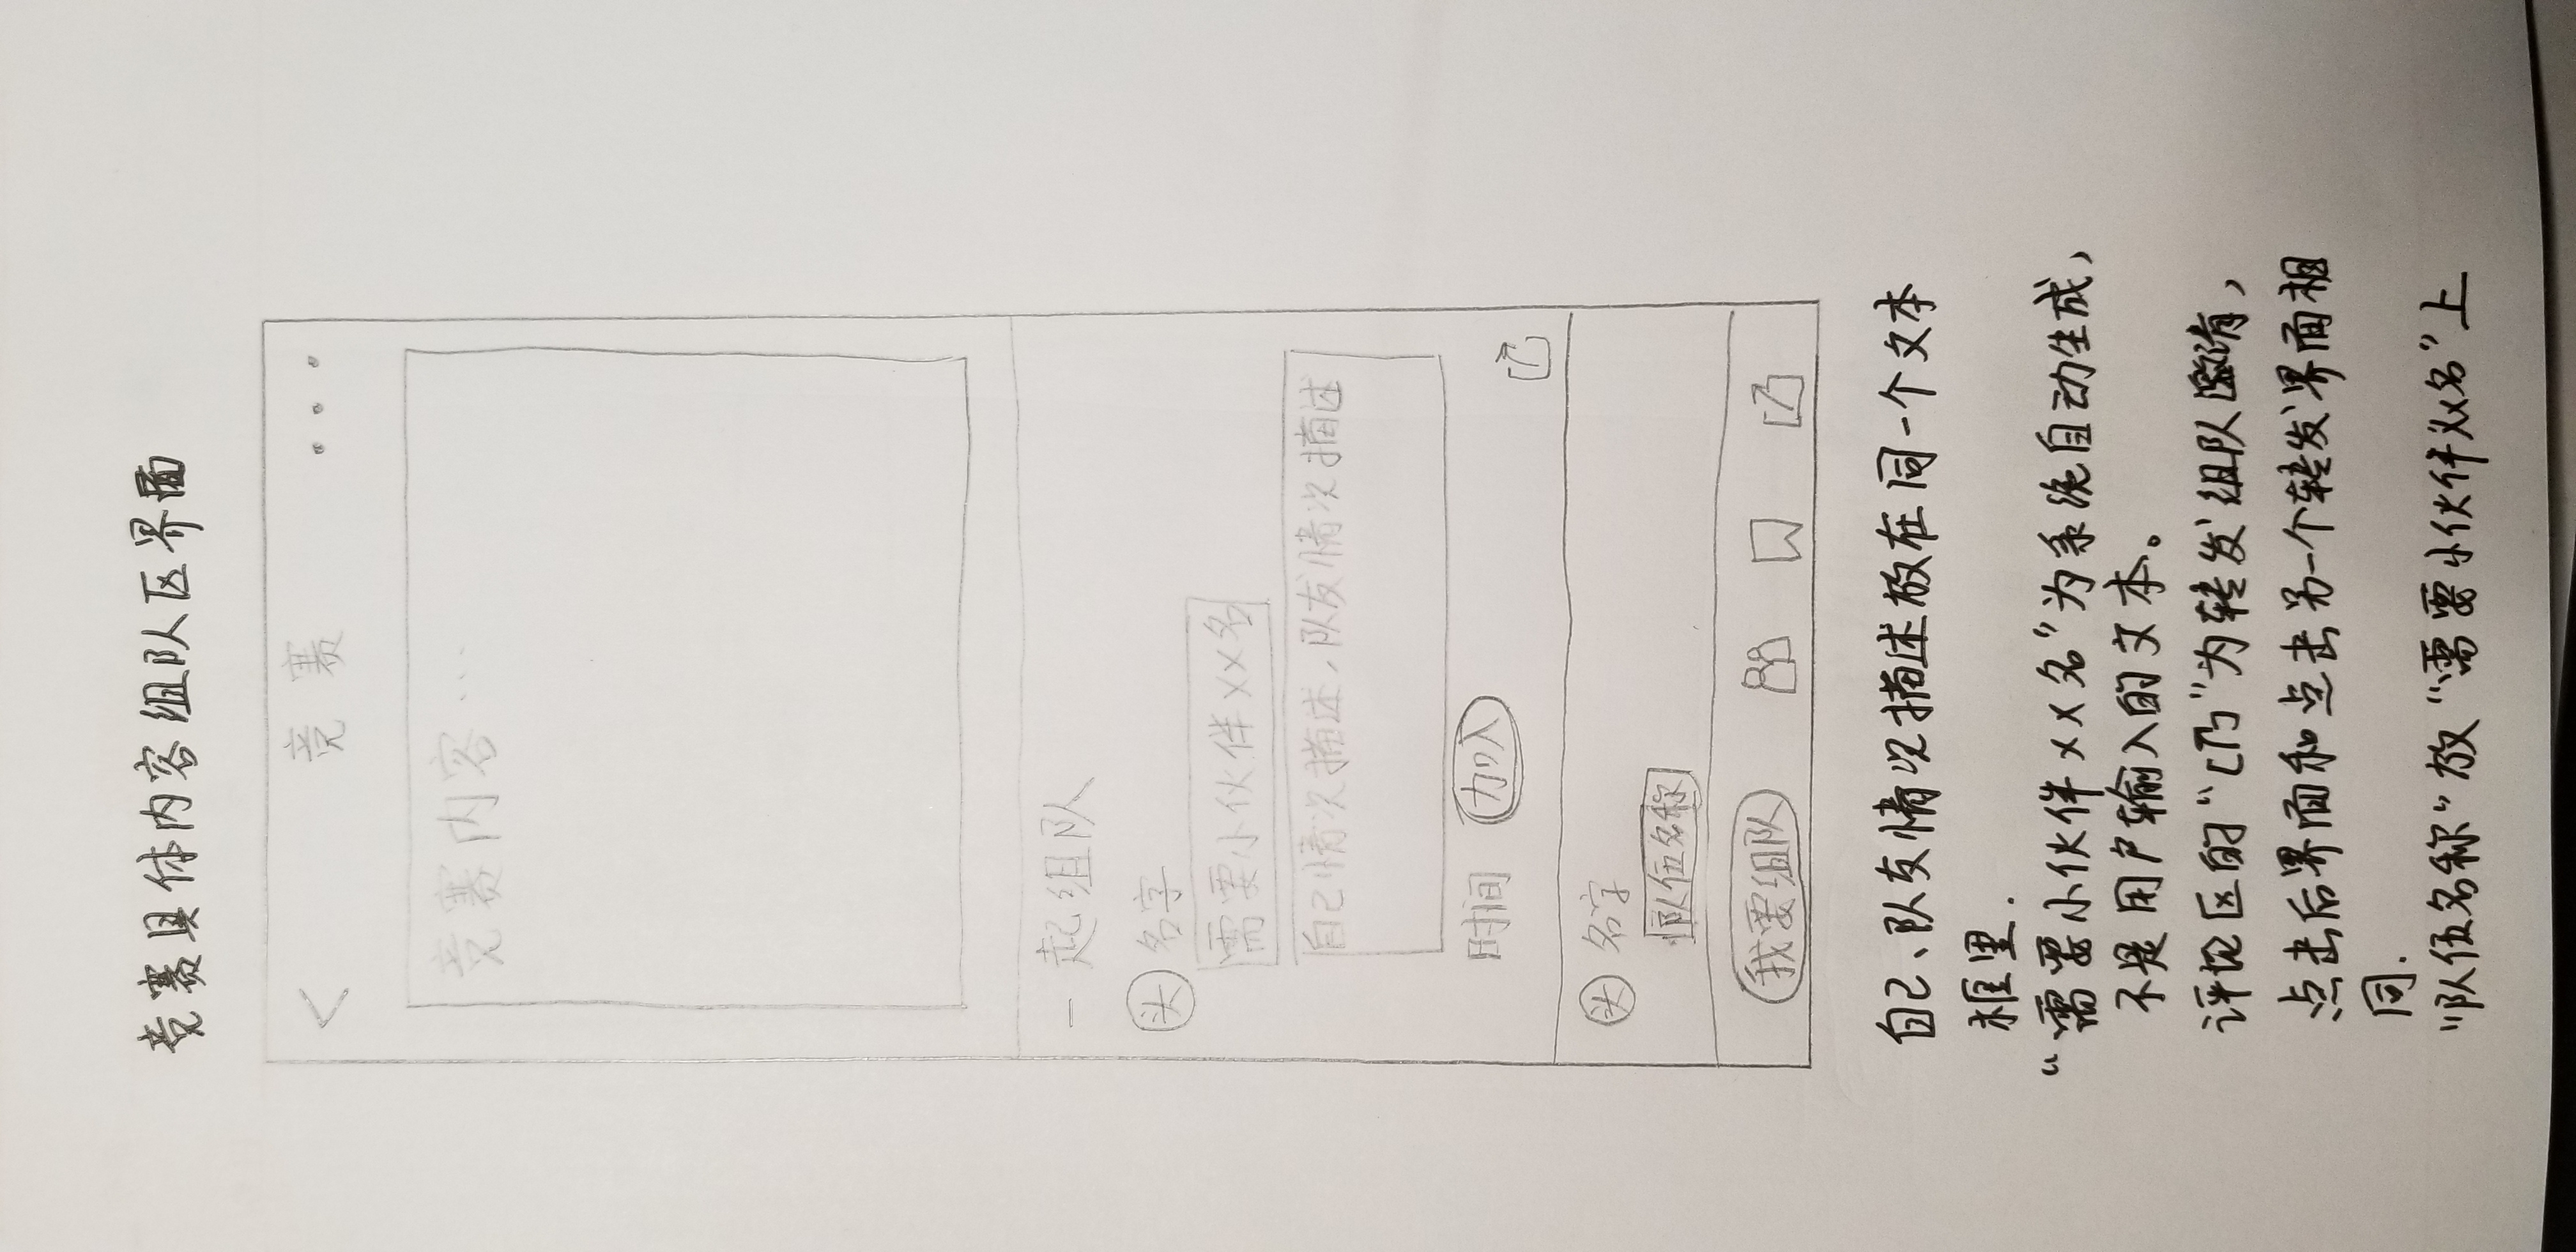 竞赛具体内容组队区界面
< 竞赛 ...
竞赛内容...
一起组队
头 名字
需要小伙伴××名
自己情况描述,队友情况描述
时间 加入
头 名字
队伍名称
我要组队
自己、队友情况描述放在同一个文本
框里.
“需要小伙伴××名”为系统自动生成,
不是用户输入的文本。
评论区的“ ”为转发组队邀请,
点击后界面和点击另一个转发界面相
同.
“队伍名称“放“需要小伙伴××名”上